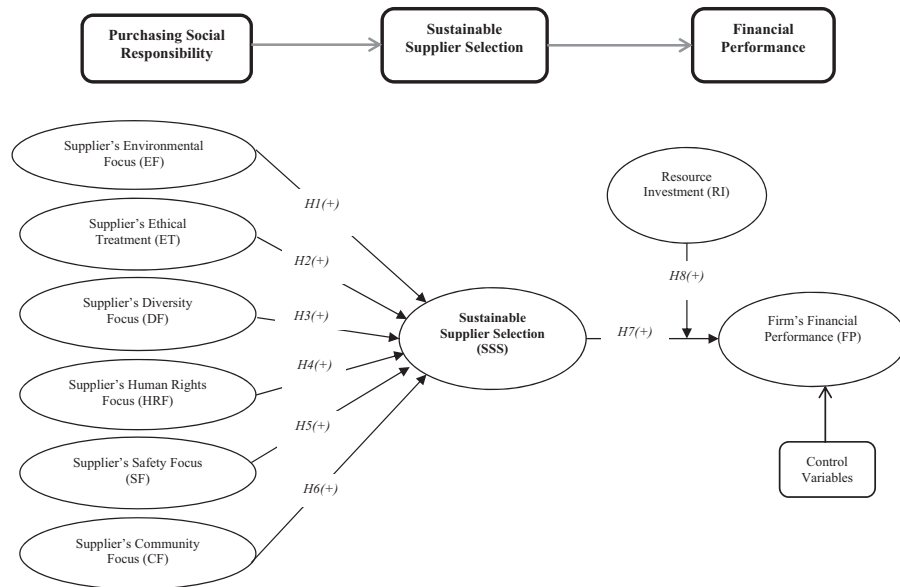 Purchasing Social
Responsibility
Sustainable
Supplier Selection
Financial
Performance
Supplier’s Environmental
Focus (EF)
Supplier’s Ethical
Treatment (ET)
Supplier’s Diversity
Focus (DF)
Supplier’s Human Rights
Focus (HRF)
Supplier’s Safety Focus
(SF)
Supplier’s Community
Focus (CF)
H1(+)
H2(+)
H3(+)
H4(+)
H5(+)
H6(+)
Sustainable
Supplier Selection
(SSS)
H7(+)
Resource
Investment (RI)
H8(+)
Firm’s Financial
Performance (FP)
Control
Variables